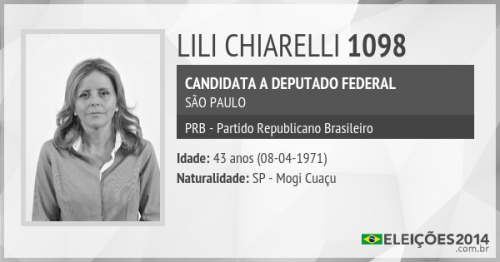 LILI CHIARELLI 1098
CANDIDATA A DEPUTADO FEDERAL
SÃO PAULO
PRB - Partido Republicano Brasileiro
Idade: 43 anos (08-04-1971)
Naturalidade: SP - Mogi Cuaçu
ELEIÇÕES2014
.com.br